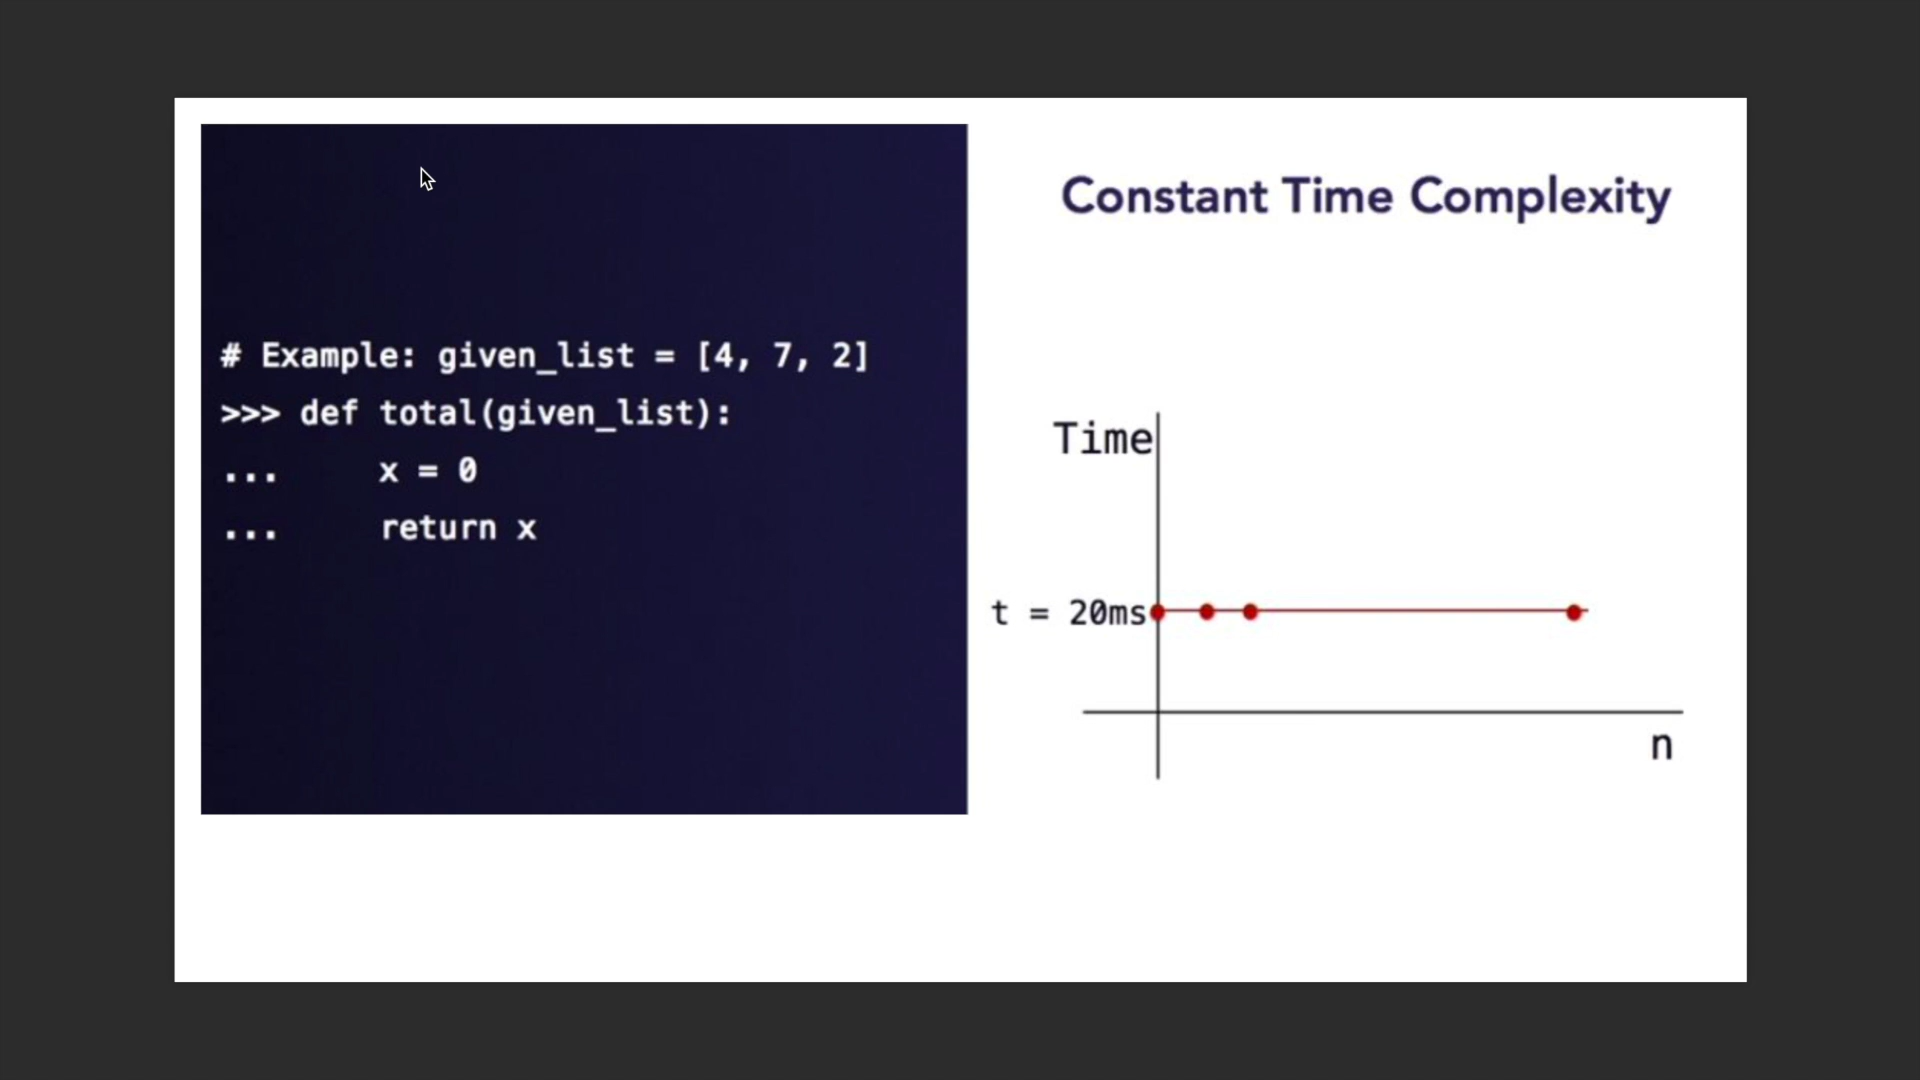 # Example: given_list = [4, 7, 2]
>>> def total(given_list):
...     x = 0
...     return x
Constant Time Complexity
Time
t = 20ms
n